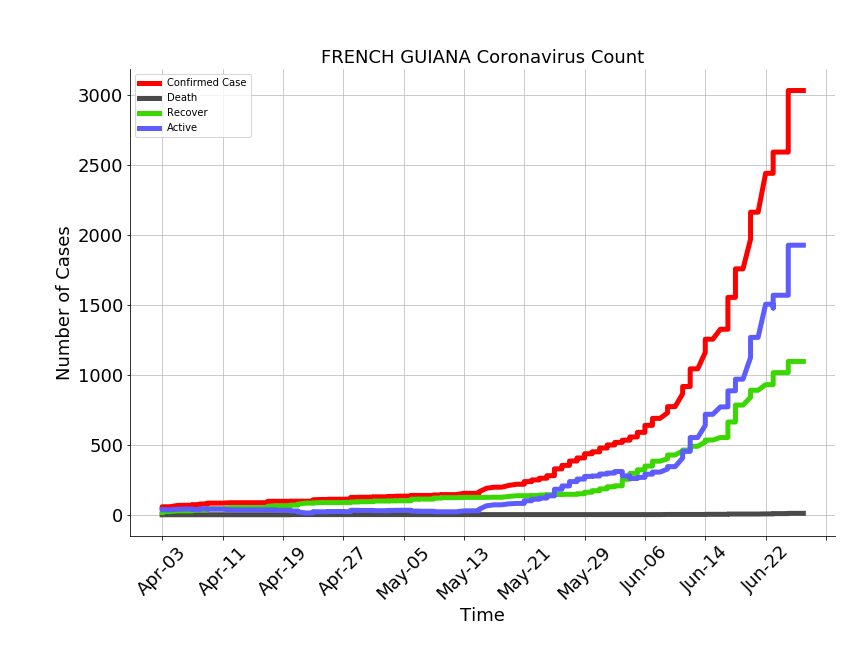 FRENCH GUIANA Coronavirus Count
Confirmed Case
Death
Recover
Active
3000
2500
2000
1500
1000
500
0
Number of Cases
Apr-03
Apr-11
Apr-19
Apr-27
May-05
May-13
May-21
May-29
Jun-06
Jun-14
Jun-22
Time